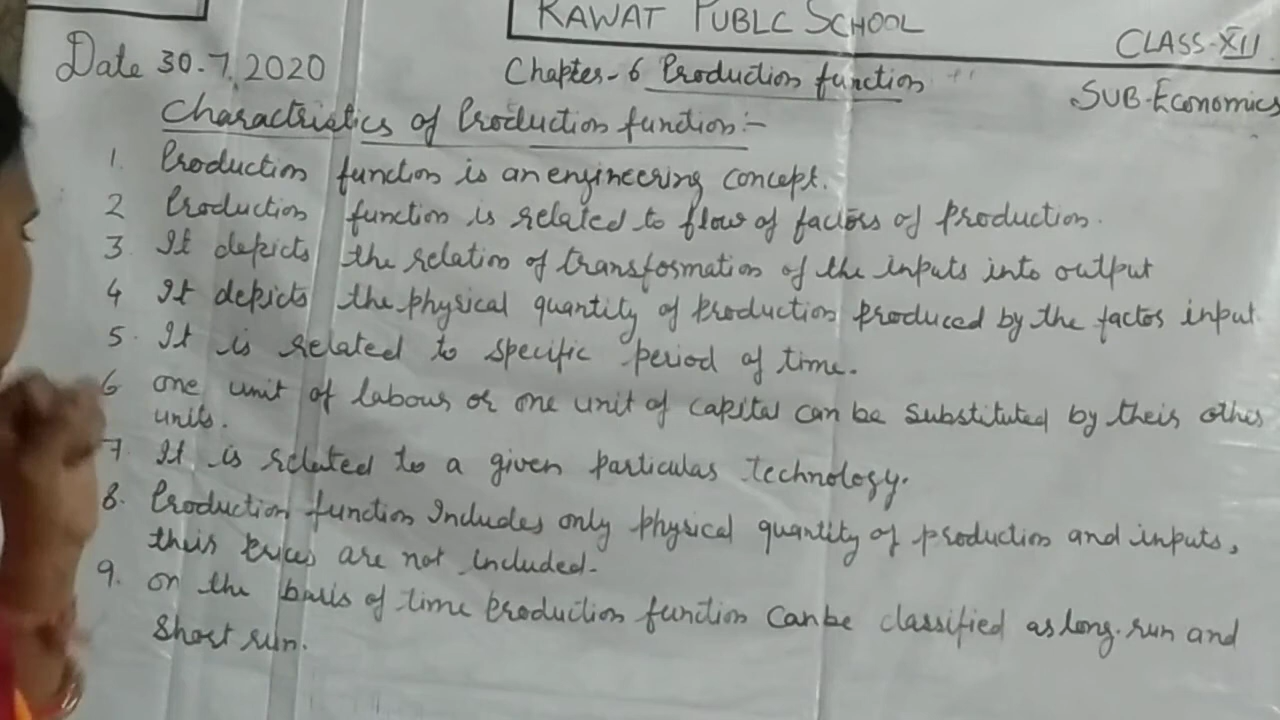 RAWAT PUBLC SCHOOL
CLASS-XII
Date 30.7.2020
Chapter-6 Production function
SUB-Economics
Characteristics of Production function:-
1. Production function is an engineering concept.
2 Production function is related to flow of factors of production.
3. It depicts the relation of transformation of the inputs into output
4 It depicts the physical quantity of production produced by the factor input
5. It is related to specific period of time.
6 one unit of labour or one unit of capital can be substituted by their other
units.
7. It is related to a given particular technology.
8. Production function Includes only physical quantity of production and inputs,
their prices are not included.
9. on the basis of time production function can be classified as long-run and
Short run.